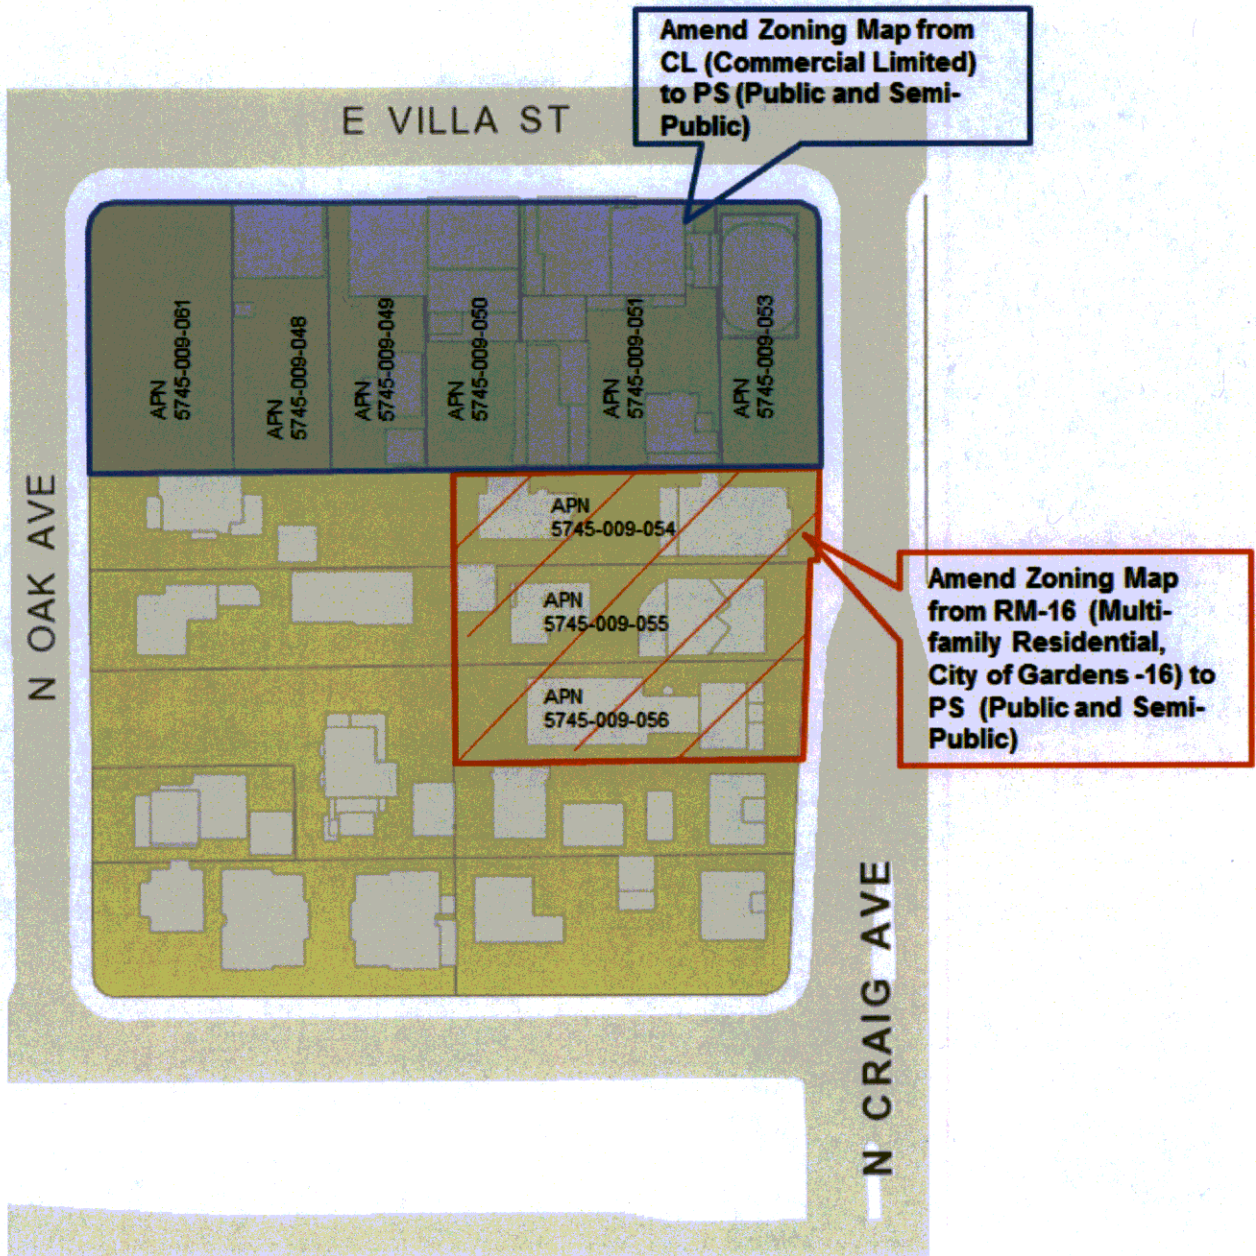 Amend Zoning Map from
CL (Commercial Limited)
to PS (Public and Semi-
Public)
E VILLA ST
APN
5745-009-061
APN
5745-009-048
APN
5745-009-049
APN
5745-009-050
APN
5745-009-051
APN
5745-009-053
N OAK AVE
APN
5745-009-054
APN
5745-009-055
APN
5745-009-056
Amend Zoning Map
from RM-16 (Multi-
family Residential,
City of Gardens -16) to
PS (Public and Semi-
Public)
N CRAIG AVE